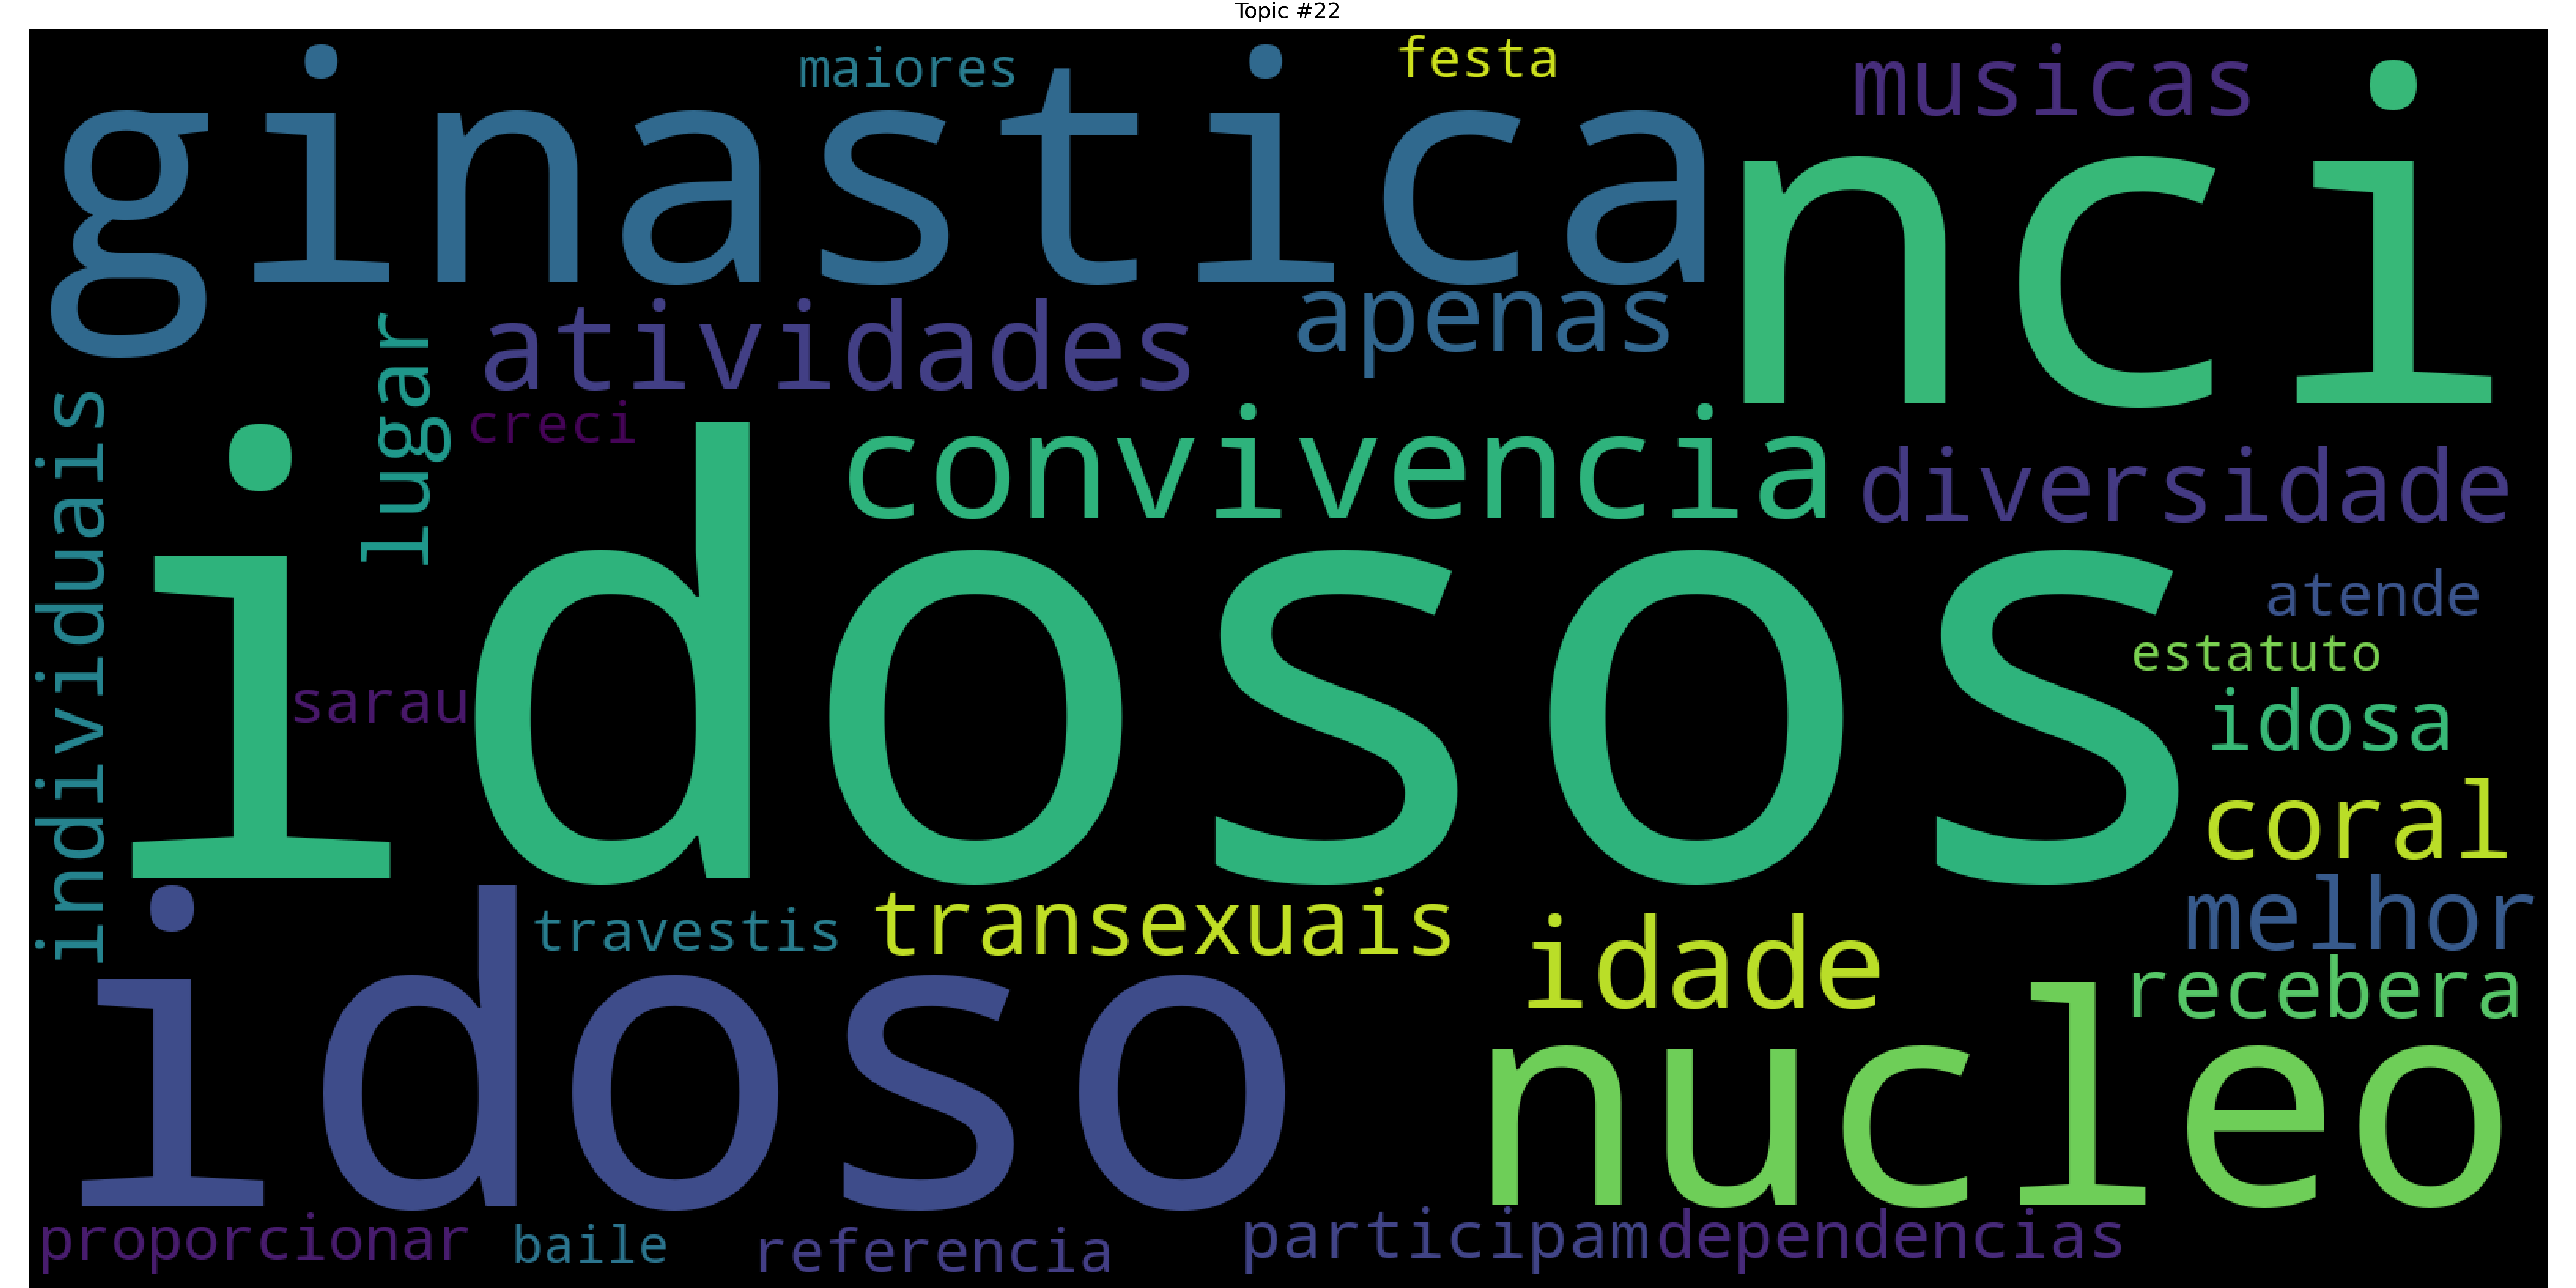 Topic #22
maiores
festa
musicas
ginastica
nci
atividades
apenas
lugar
creci
convivencia
diversidade
individuais
idosos
atende
estatuto
sarau
idosa
coral
travestis
transexuais
idade
melhor
recebera
idoso
nucleo
proporcionar
baile
referencia
participam
dependencias